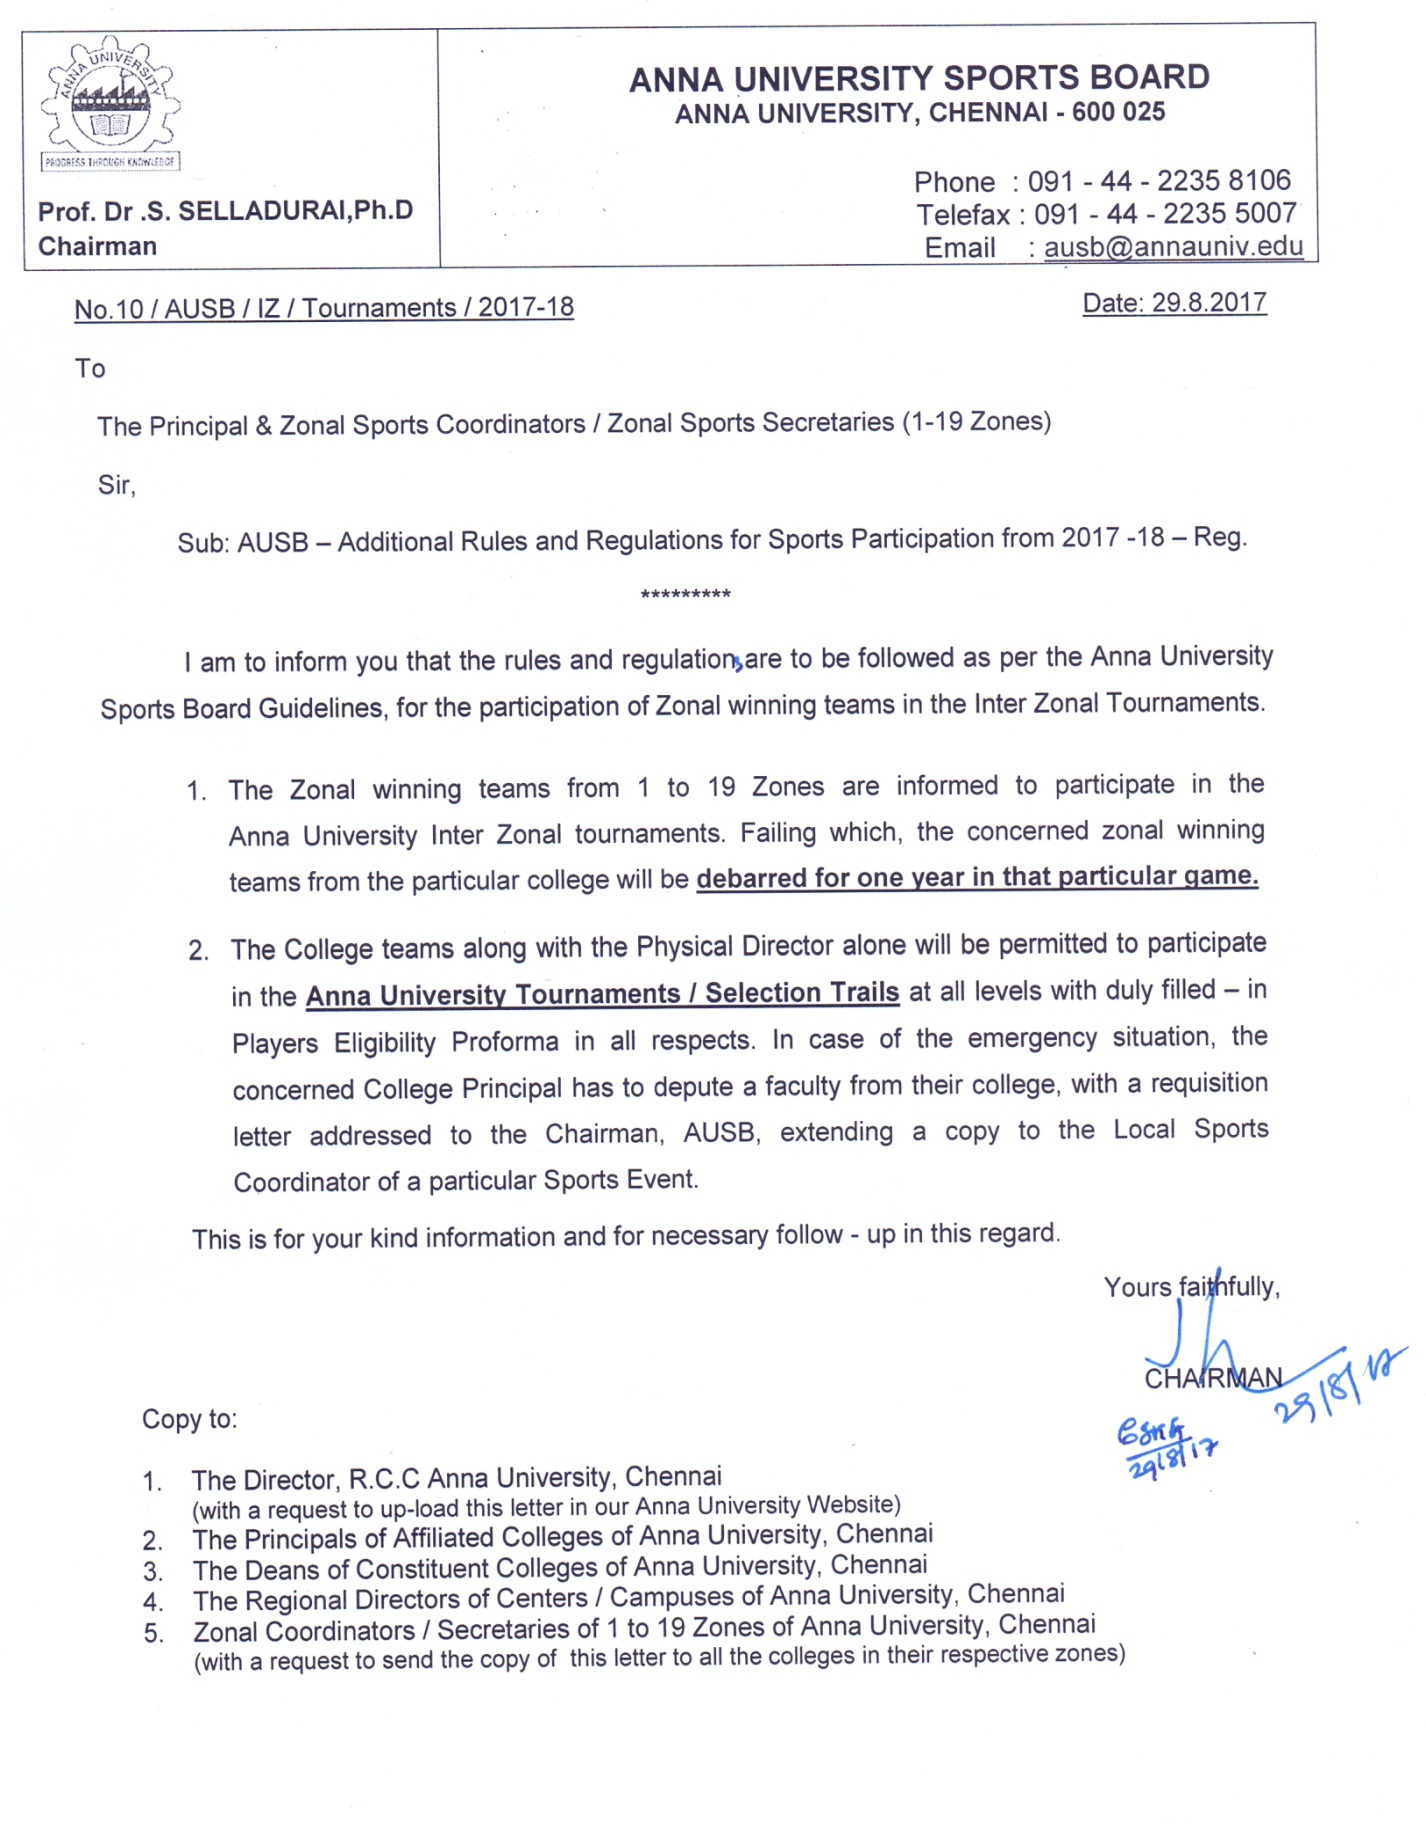 ANNA UNIVERSITY
PROGRESS THROUGH KNOWLEDGE
Prof. Dr .S. SELLADURAI,Ph.D
Chairman
ANNA UNIVERSITY SPORTS BOARD
ANNA UNIVERSITY, CHENNAI - 600 025
Phone : 091 - 44 - 2235 8106
Telefax : 091 - 44 - 2235 5007
Email : ausb@annauniv.edu
No.10 / AUSB / IZ / Tournaments / 2017-18
Date: 29.8.2017
To
The Principal & Zonal Sports Coordinators / Zonal Sports Secretaries (1-19 Zones)
Sir,
Sub: AUSB – Additional Rules and Regulations for Sports Participation from 2017 -18 – Reg.
*********
I am to inform you that the rules and regulations are to be followed as per the Anna University
Sports Board Guidelines, for the participation of Zonal winning teams in the Inter Zonal Tournaments.
1. The Zonal winning teams from 1 to 19 Zones are informed to participate in the
Anna University Inter Zonal tournaments. Failing which, the concerned zonal winning
teams from the particular college will be debarred for one year in that particular game.
2. The College teams along with the Physical Director alone will be permitted to participate
in the Anna University Tournaments / Selection Trails at all levels with duly filled – in
Players Eligibility Proforma in all respects. In case of the emergency situation, the
concerned College Principal has to depute a faculty from their college, with a requisition
letter addressed to the Chairman, AUSB, extending a copy to the Local Sports
Coordinator of a particular Sports Event.
This is for your kind information and for necessary follow - up in this regard.
Yours faithfully,
CHAIRMAN
29/8/17
29/8/17
Copy to:
1. The Director, R.C.C Anna University, Chennai
(with a request to up-load this letter in our Anna University Website)
2. The Principals of Affiliated Colleges of Anna University, Chennai
3. The Deans of Constituent Colleges of Anna University, Chennai
4. The Regional Directors of Centers / Campuses of Anna University, Chennai
5. Zonal Coordinators / Secretaries of 1 to 19 Zones of Anna University, Chennai
(with a request to send the copy of this letter to all the colleges in their respective zones)